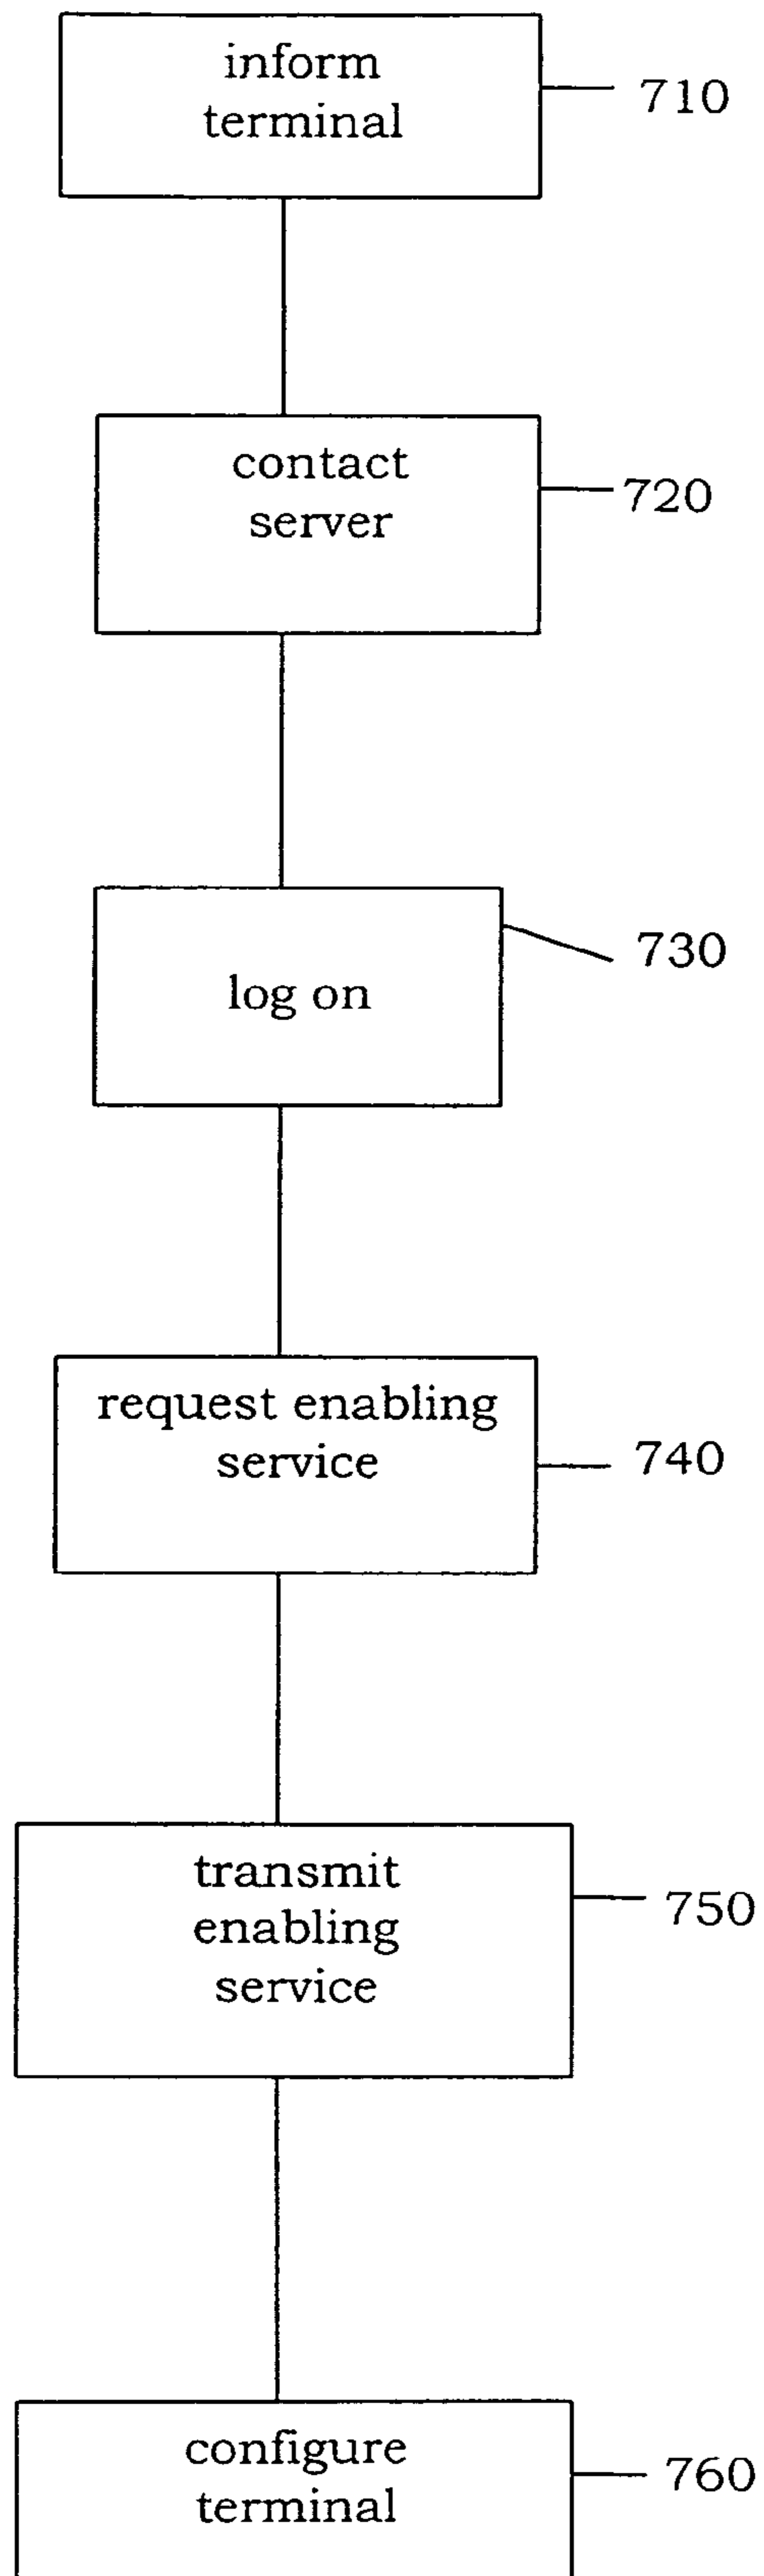 inform
terminal
710
contact
server
720
log on
730
request enabling
service
740
transmit
enabling
service
750
configure
terminal
760